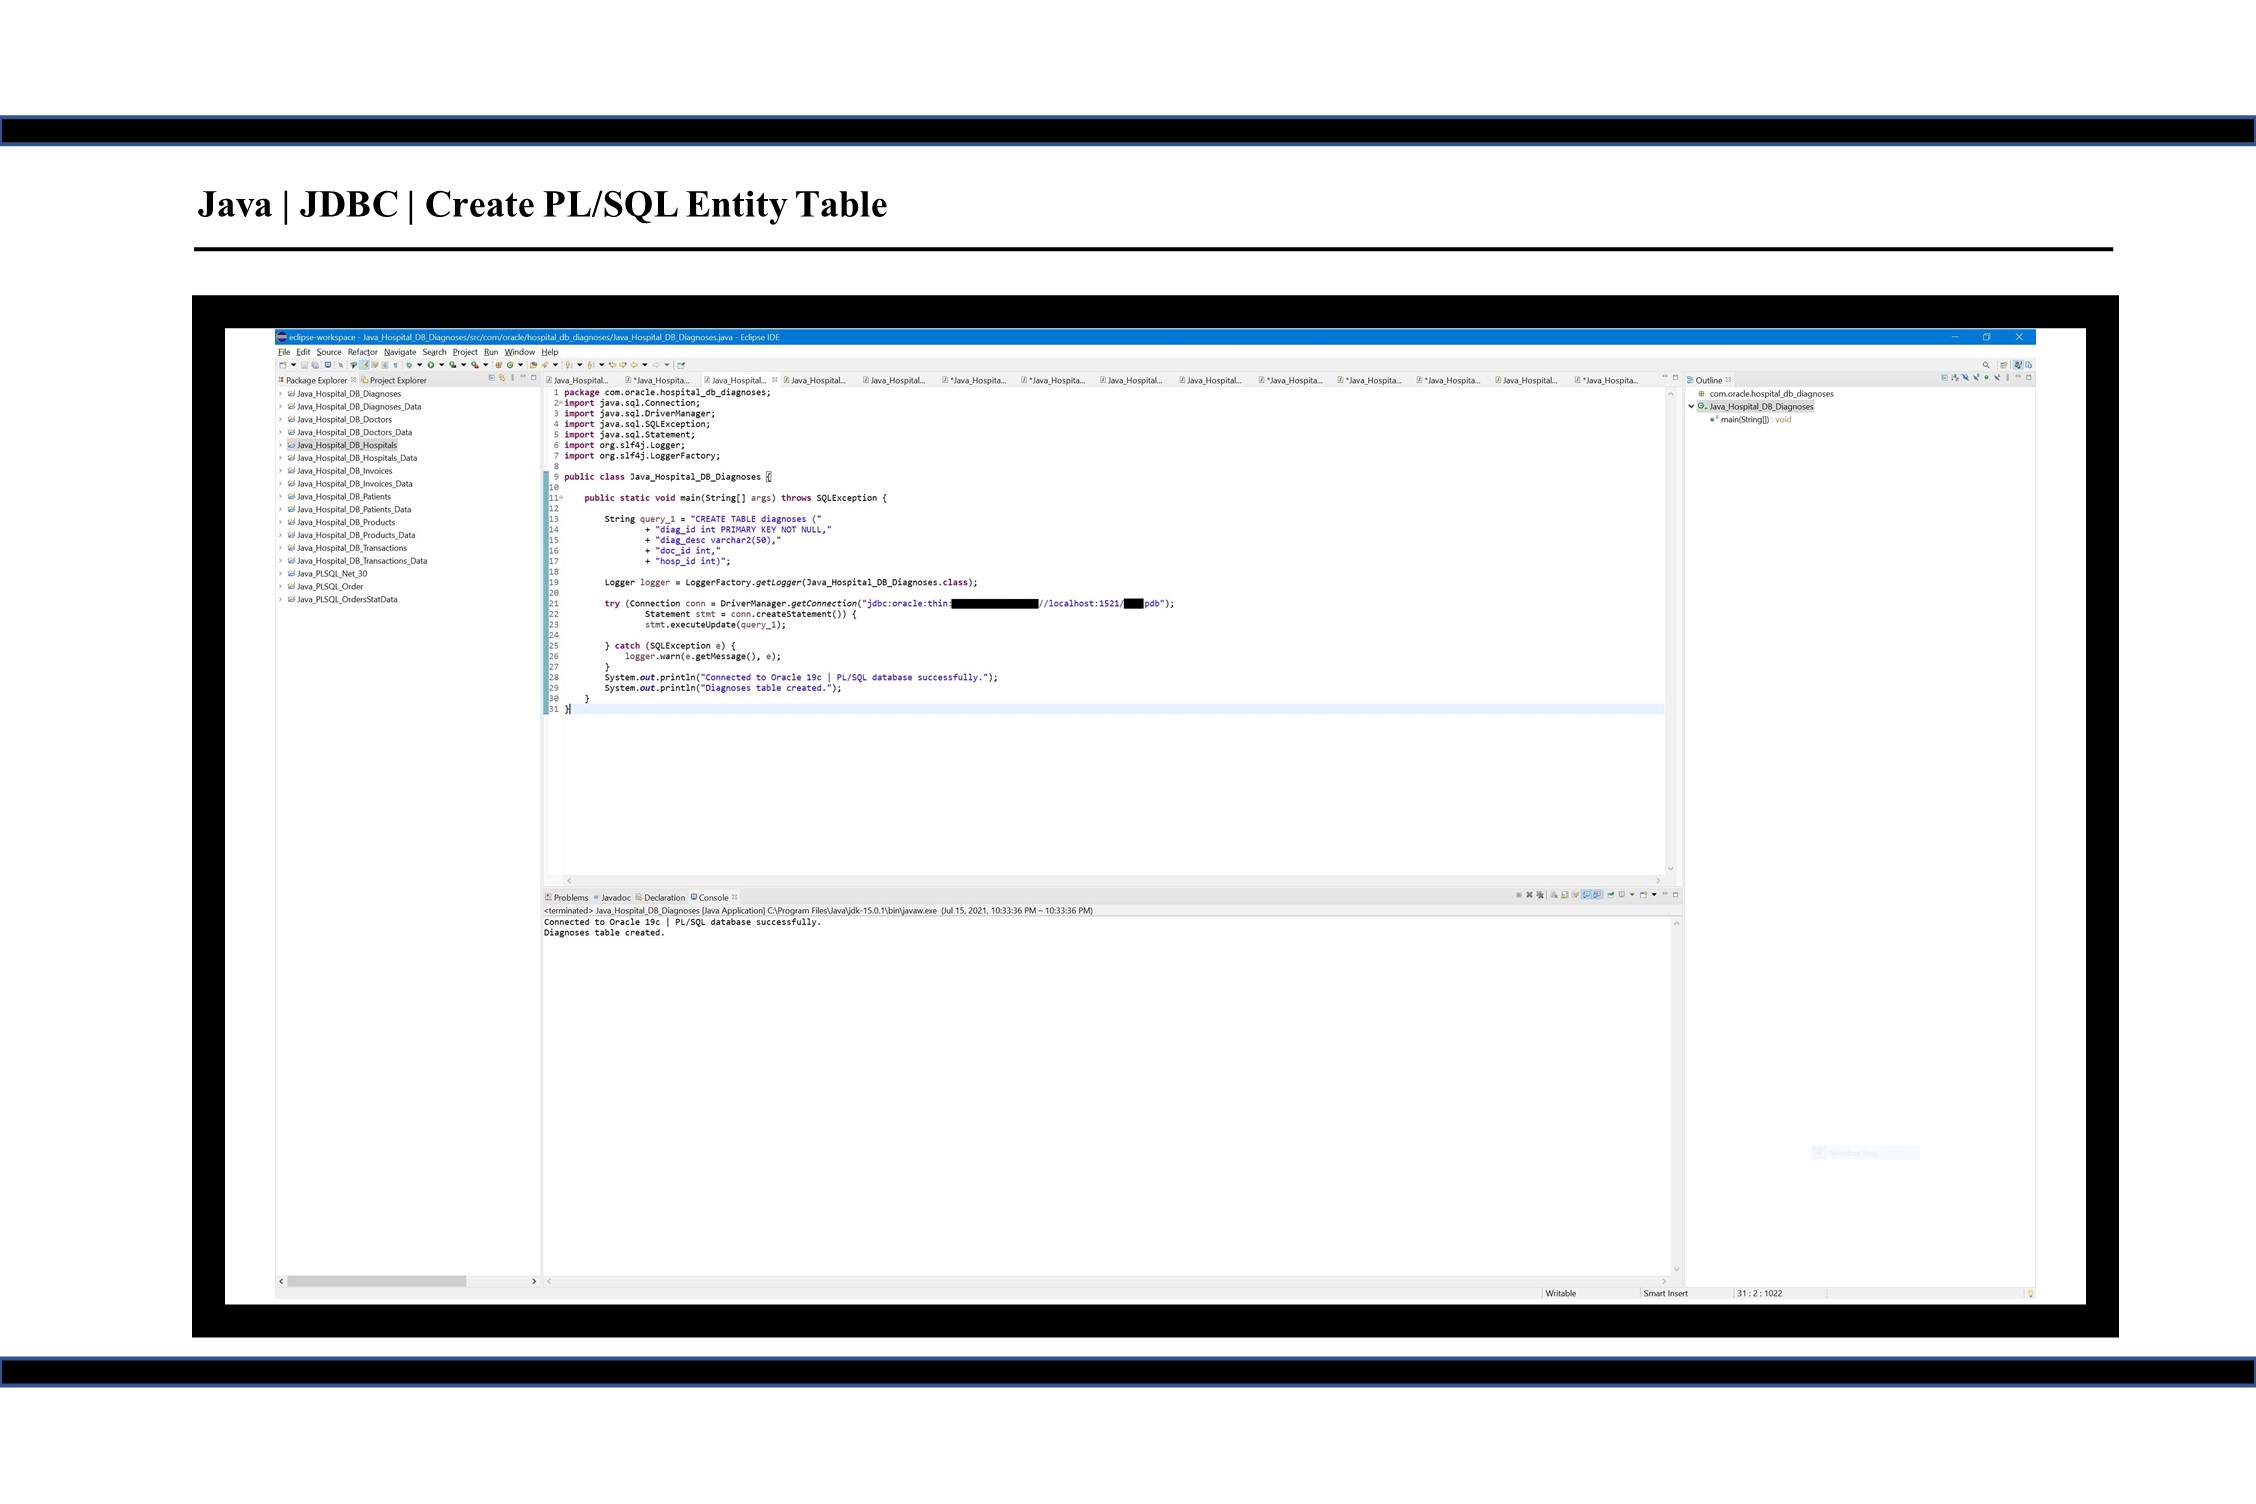 Java | JDBC | Create PL/SQL Entity Table
eclipse-workspace - Java_Hospital_DB_Diagnoses/src/com/oracle/hospital_db_diagnoses/Java_Hospital_DB_Diagnoses.java - Eclipse IDE
File Edit Source Refactor Navigate Search Project Run Window Help
Package Explorer Project Explorer
Java_Hospital_DB_Diagnoses
Java_Hospital_DB_Diagnoses_Data
Java_Hospital_DB_Doctors
Java_Hospital_DB_Doctors_Data
Java_Hospital_DB_Hospitals
Java_Hospital_DB_Hospitals_Data
Java_Hospital_DB_Invoices
Java_Hospital_DB_Invoices_Data
Java_Hospital_DB_Patients
Java_Hospital_DB_Patients_Data
Java_Hospital_DB_Products
Java_Hospital_DB_Products_Data
Java_Hospital_DB_Transactions
Java_Hospital_DB_Transactions_Data
Java_PLSQL_Net_30
Java_PLSQL_Order
Java_PLSQL_OrdersStatData
Java_Hospital... *Java_Hospita... Java_Hospital... Java_Hospital... Java_Hospital... *Java_Hospita... *Java_Hospita... Java_Hospital... Java_Hospital... *Java_Hospita... *Java_Hospita... *Java_Hospita... Java_Hospital... *Java_Hospita...
1 package com.oracle.hospital_db_diagnoses;
2 import java.sql.Connection;
3 import java.sql.DriverManager;
4 import java.sql.SQLException;
5 import java.sql.Statement;
6 import org.slf4j.Logger;
7 import org.slf4j.LoggerFactory;
8
9 public class Java_Hospital_DB_Diagnoses {
10
11 public static void main(String[] args) throws SQLException {
12
13 String query_1 = "CREATE TABLE diagnoses ("
14 + "diag_id int PRIMARY KEY NOT NULL,"
15 + "diag_desc varchar2(50),"
16 + "doc_id int,"
17 + "hosp_id int)";
18
19 Logger logger = LoggerFactory.getLogger(Java_Hospital_DB_Diagnoses.class);
20
21 try (Connection conn = DriverManager.getConnection("jdbc:oracle:thin: //localhost:1521/ pdb");
22 Statement stmt = conn.createStatement()) {
23 stmt.executeUpdate(query_1);
24
25 } catch (SQLException e) {
26 logger.warn(e.getMessage(), e);
27 }
28 System.out.println("Connected to Oracle 19c | PL/SQL database successfully.");
29 System.out.println("Diagnoses table created.");
30 }
31 }
Outline
com.oracle.hospital_db_diagnoses
Java_Hospital_DB_Diagnoses
main(String[]) : void
Problems Javadoc Declaration Console
<terminated> Java_Hospital_DB_Diagnoses [Java Application] C:\Program Files\Java\jdk-15.0.1\bin\javaw.exe (Jul 15, 2021, 10:33:36 PM – 10:33:36 PM)
Connected to Oracle 19c | PL/SQL database successfully.
Diagnoses table created.
Writable Smart Insert 31 : 2 : 1022